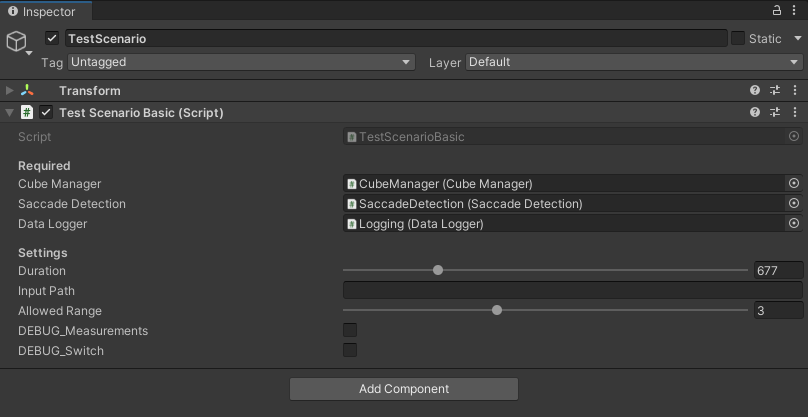 Inspector
TestScenario
Static
Tag Untagged Layer Default
Transform
Test Scenario Basic (Script)
Script TestScenarioBasic
Required
Cube Manager CubeManager (Cube Manager)
Saccade Detection SaccadeDetection (Saccade Detection)
Data Logger Logging (Data Logger)
Settings
Duration 677
Input Path
Allowed Range 3
DEBUG_Measurements
DEBUG_Switch
Add Component